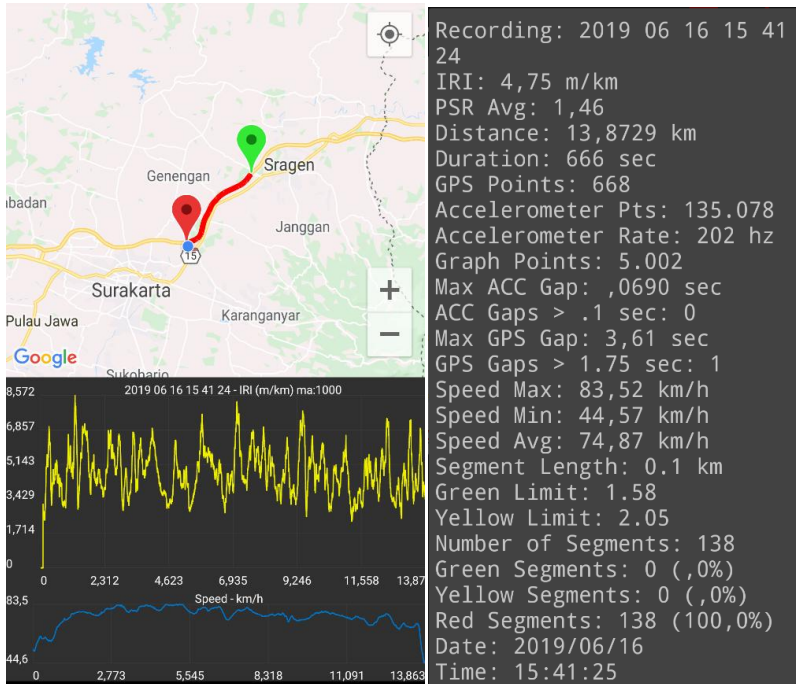 Genengan
Sragen
abadan
Janggan
15
Surakarta
Karanganyar
Pulau Jawa
Google
Sukoharjo
+
−
8,572
2019 06 16 15 41 24 - IRI (m/km) ma:1000
6,857
5,143
3,429
1,714
0
0 2,312 4,623 6,935 9,246 11,558 13,87
83,5
Speed - km/h
44,6
0 2,773 5,545 8,318 11,091 13,863
Recording: 2019 06 16 15 41
24
IRI: 4,75 m/km
PSR Avg: 1,46
Distance: 13,8729 km
Duration: 666 sec
GPS Points: 668
Accelerometer Pts: 135.078
Accelerometer Rate: 202 hz
Graph Points: 5.002
Max ACC Gap: ,0690 sec
ACC Gaps > .1 sec: 0
Max GPS Gap: 3,61 sec
GPS Gaps > 1.75 sec: 1
Speed Max: 83,52 km/h
Speed Min: 44,57 km/h
Speed Avg: 74,87 km/h
Segment Length: 0.1 km
Green Limit: 1.58
Yellow Limit: 2.05
Number of Segments: 138
Green Segments: 0 (,0%)
Yellow Segments: 0 (,0%)
Red Segments: 138 (100,0%)
Date: 2019/06/16
Time: 15:41:25